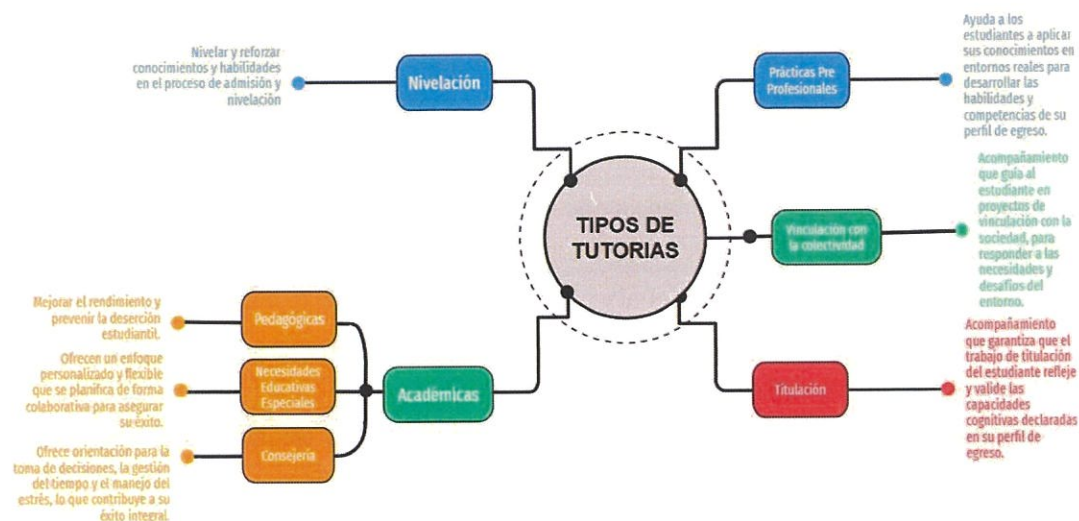 Nivelar y reforzar
conocimientos y habilidades
en el proceso de admisión y
nivelación
Nivelación
Prácticas Pre
Profesionales
Ayuda a los
estudiantes a aplicar
sus conocimientos en
entornos reales para
desarrollar las
habilidades y
competencias de su
perfil de egreso.
TIPOS DE
TUTORIAS
Vinculación con
la colectividad
Acompañamiento
que guía al
estudiante en
proyectos de
vinculación con la
sociedad, para
responder a las
necesidades y
desafíos del
entorno.
Mejorar el rendimiento y
prevenir la deserción
estudiantil.
Pedagógicas
Ofrecen un enfoque
personalizado y flexible
que se planifica de forma
colaborativa para asegurar
su éxito.
Necesidades
Educativas
Especiales
Académicas
Ofrece orientación para la
toma de decisiones, la gestión
del tiempo y el manejo del
estrés, lo que contribuye a su
éxito integral.
Consejería
Titulación
Acompañamiento
que garantiza que el
trabajo de titulación
del estudiante refleje
y valide las
capacidades
cognitivas declaradas
en su perfil de
egreso.